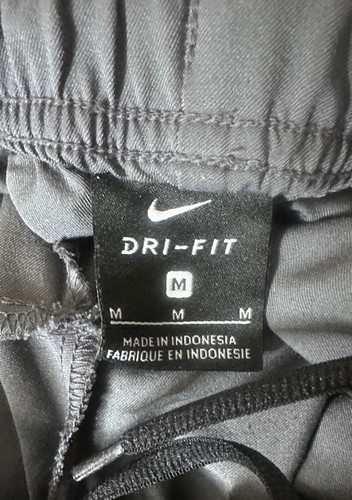 DRI-FIT
M
M M M
MADE IN INDONESIA
FABRIQUE EN INDONESIE